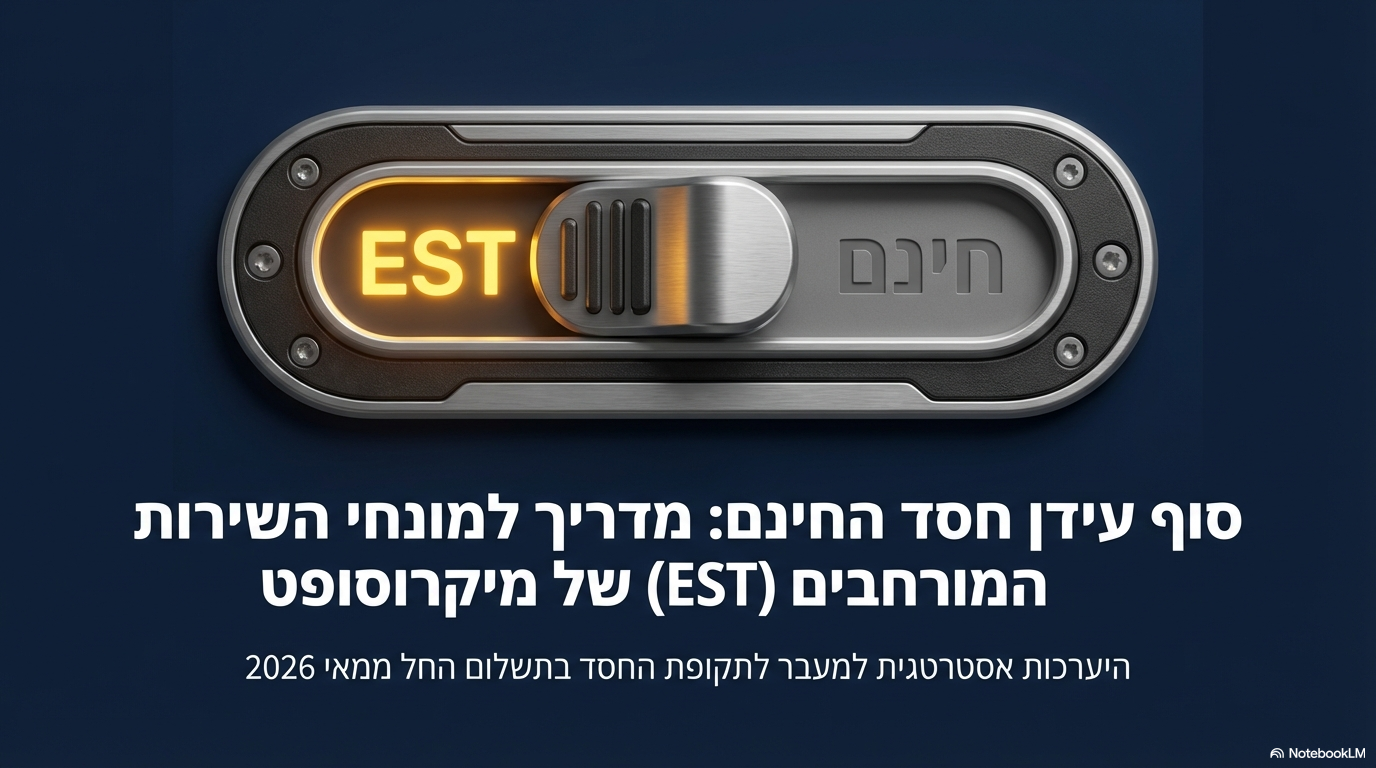 EST
חינם
סוף עידן חסד החינם: מדריך למונחי השירות
המורחבים (EST) של מיקרוסופט
היערכות אסטרטגית למעבר לתקופת החסד בתשלום החל ממאי 2026
NotebookLM